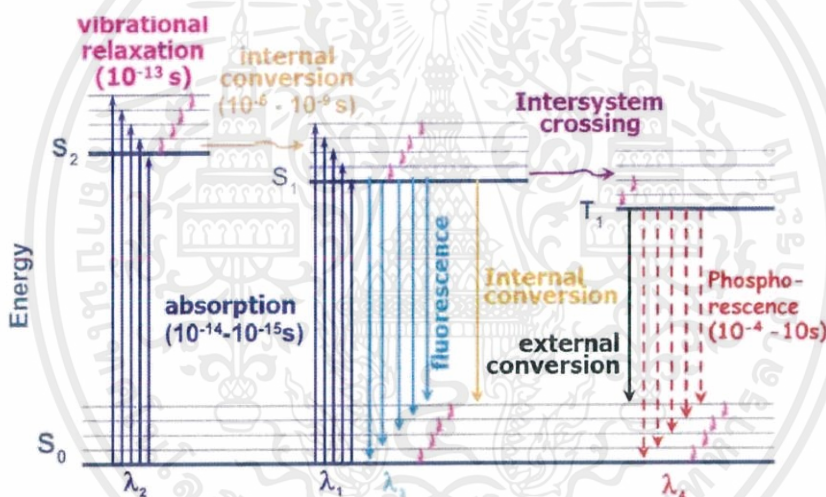 vibrational
relaxation
(10⁻¹³ s)
internal
conversion
(10⁻⁶ - 10⁻⁹ s)
Intersystem
crossing
S₂
S₁
T₁
Energy
absorption
(10⁻¹⁴-10⁻¹⁵s)
fluorescence
Internal
conversion
external
conversion
Phospho-
rescence
(10⁻⁴ - 10s)
S₀
λ₂
λ₁
λ₃
λ₄